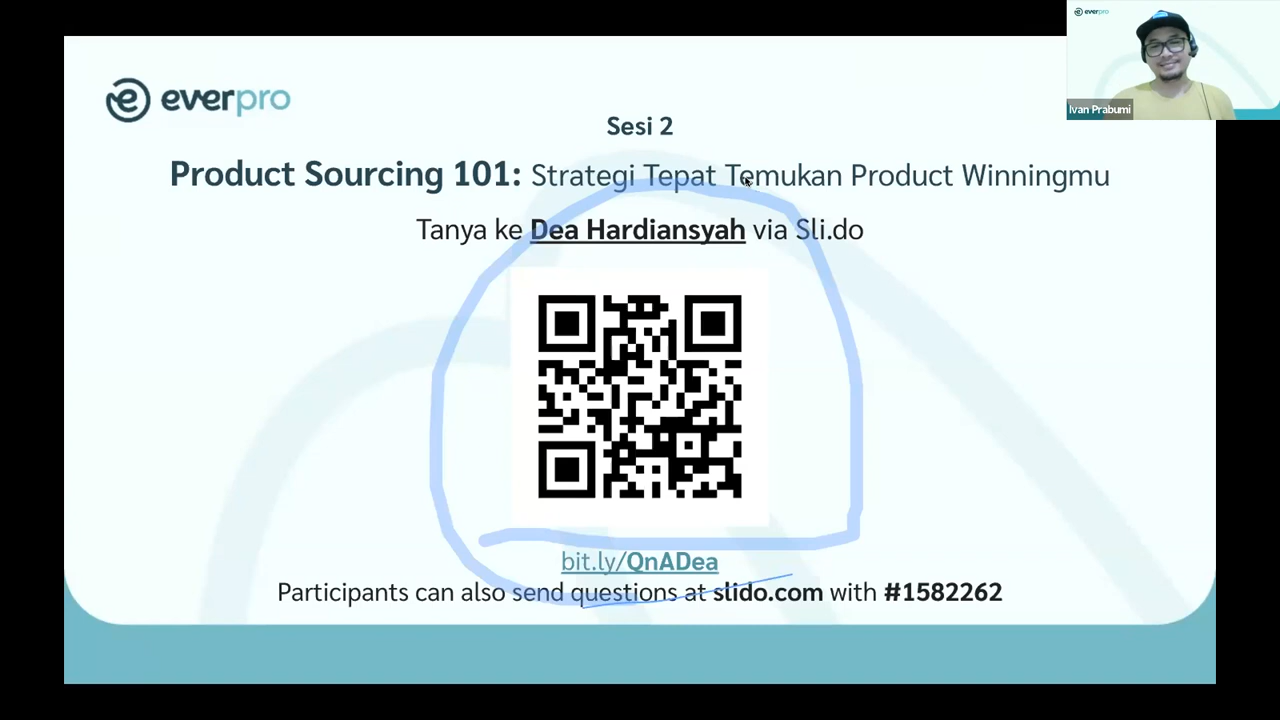 everpro
Ivan Prabumi
everpro
Sesi 2
Product Sourcing 101: Strategi Tepat Temukan Product Winningmu
Tanya ke Dea Hardiansyah via Sli.do
bit.ly/QnADea
Participants can also send questions at slido.com with #1582262